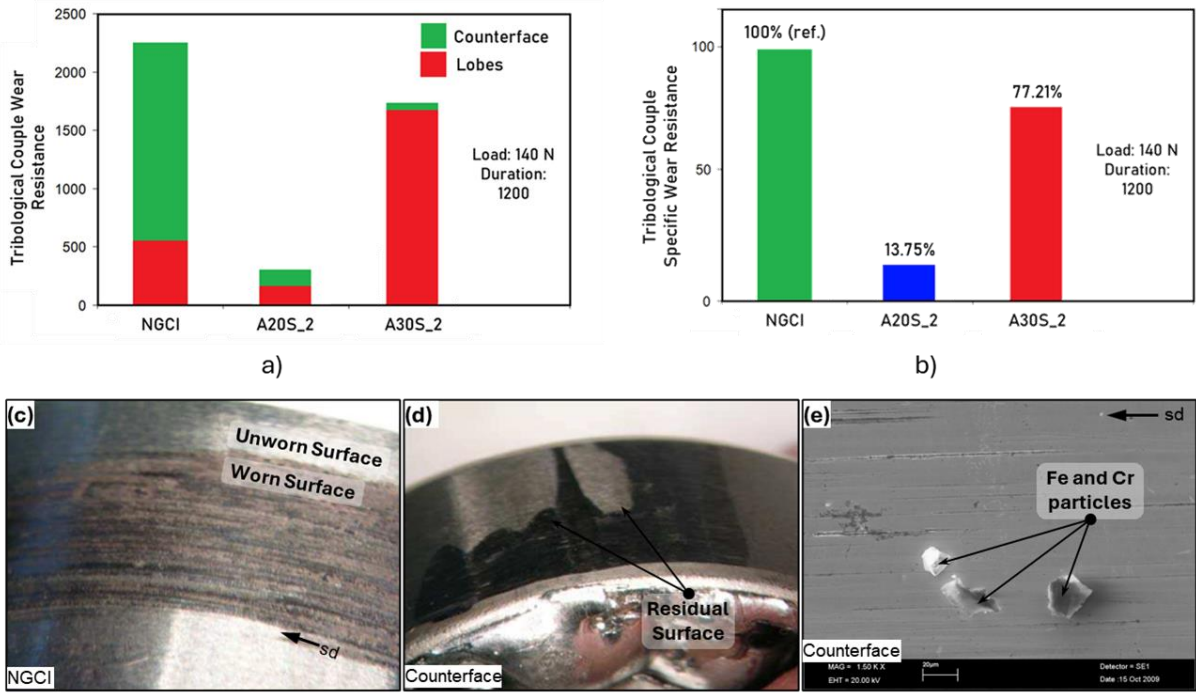 2500
2000
1500
1000
500
0
Tribological Couple Wear
Resistance
Counterface
Lobes
Load: 140 N
Duration:
1200
NGCI
A20S_2
A30S_2
a)
100
50
0
Tribological Couple
Specific Wear Resistance
100% (ref.)
13.75%
77.21%
Load: 140 N
Duration:
1200
NGCI
A20S_2
A30S_2
b)
(c)
Unworn Surface
Worn Surface
sd
NGCI
(d)
Residual
Surface
Counterface
(e)
sd
Fe and Cr
particles
Counterface
MAG = 1.50 K X
EHT = 20.00 kV
20µm
Detector = SE1
Date :15 Oct 2009